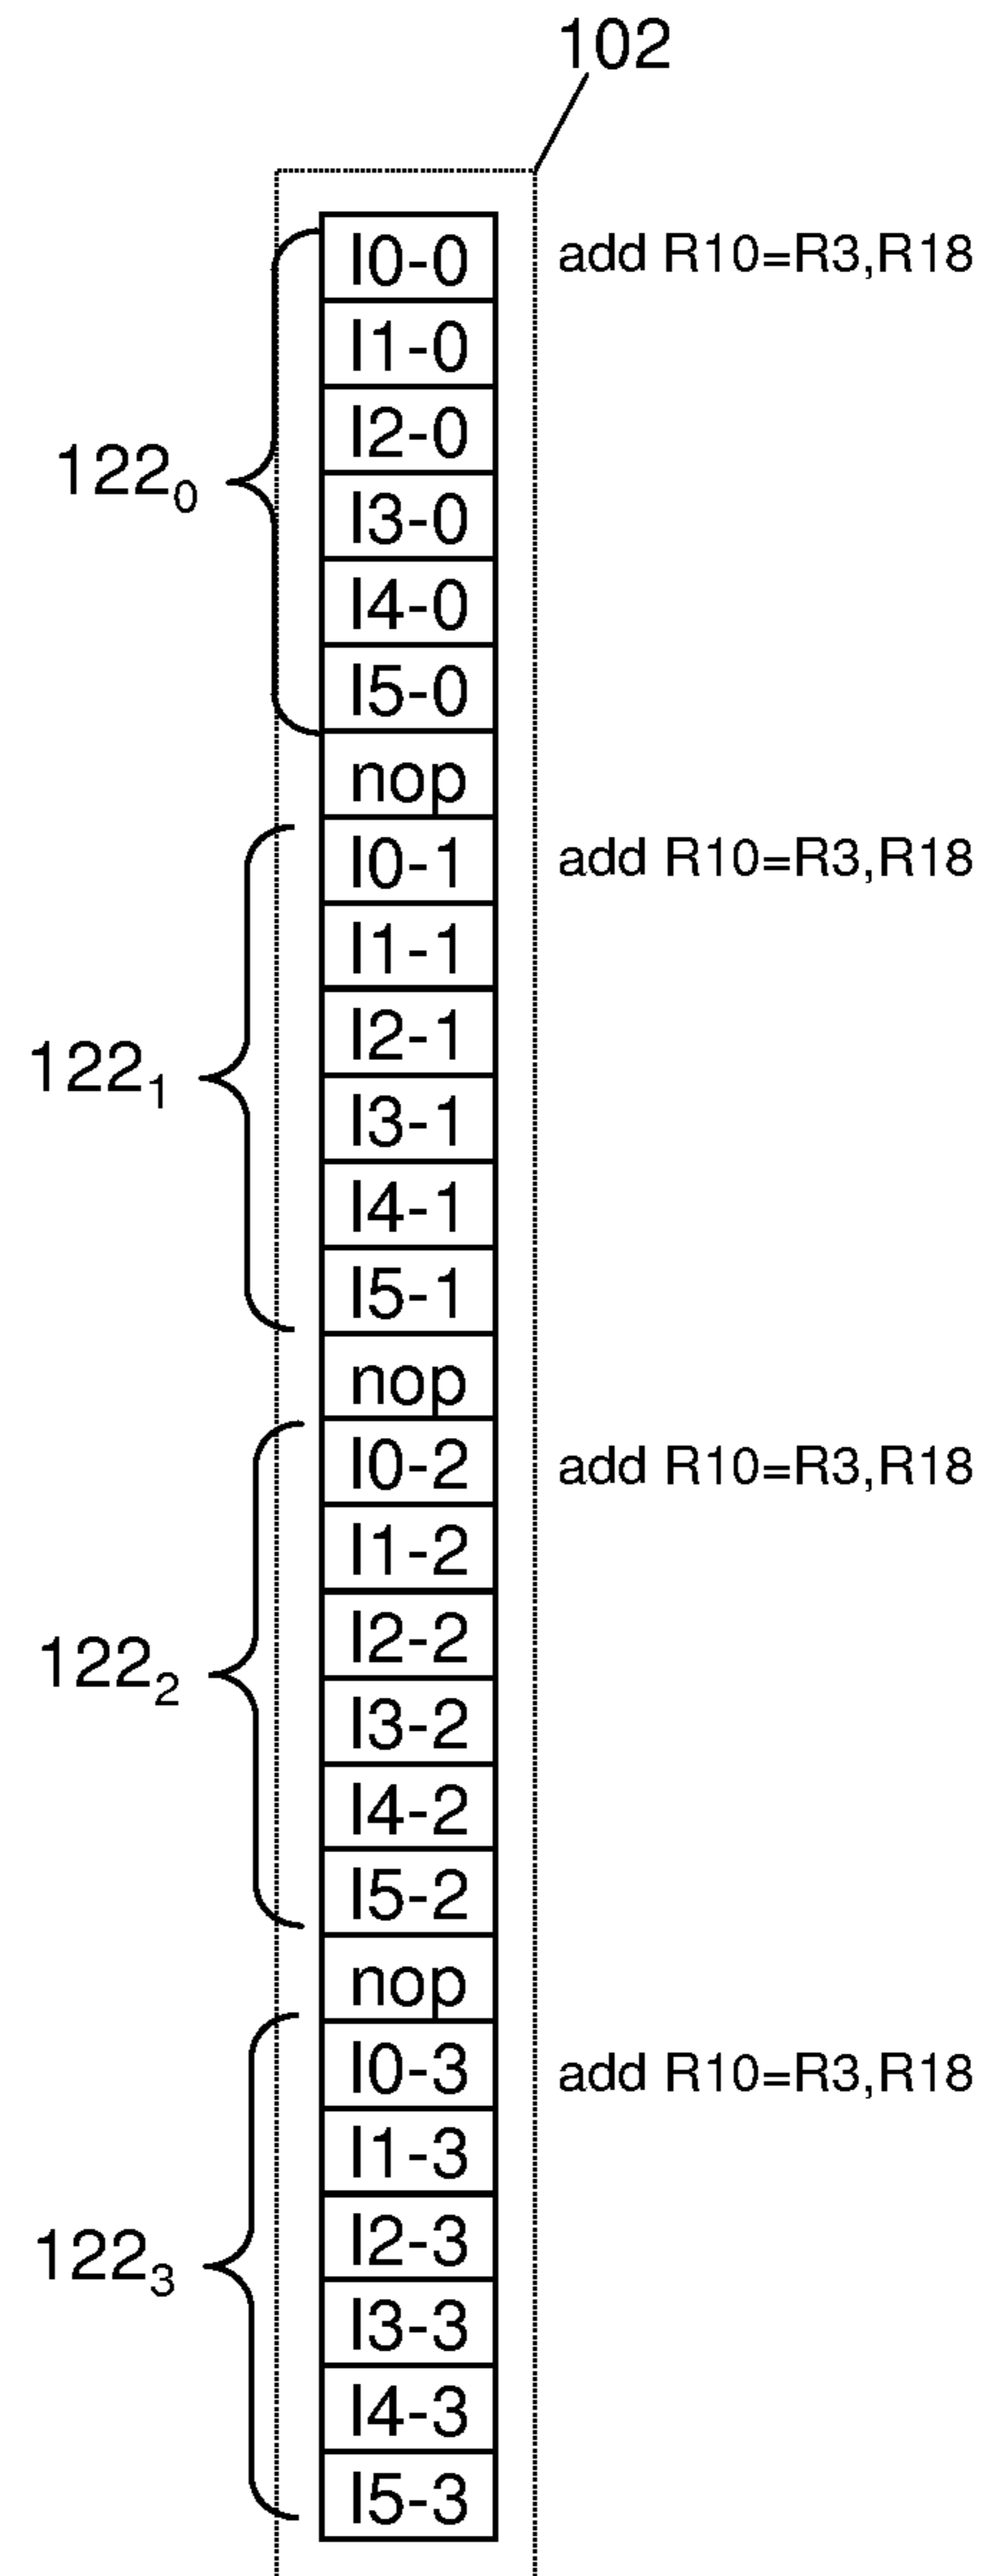 102
I0-0 add R10=R3,R18
I1-0
I2-0
122₀
I3-0
I4-0
I5-0
nop
I0-1 add R10=R3,R18
I1-1
I2-1
122₁
I3-1
I4-1
I5-1
nop
I0-2 add R10=R3,R18
I1-2
I2-2
122₂
I3-2
I4-2
I5-2
nop
I0-3 add R10=R3,R18
I1-3
I2-3
122₃
I3-3
I4-3
I5-3